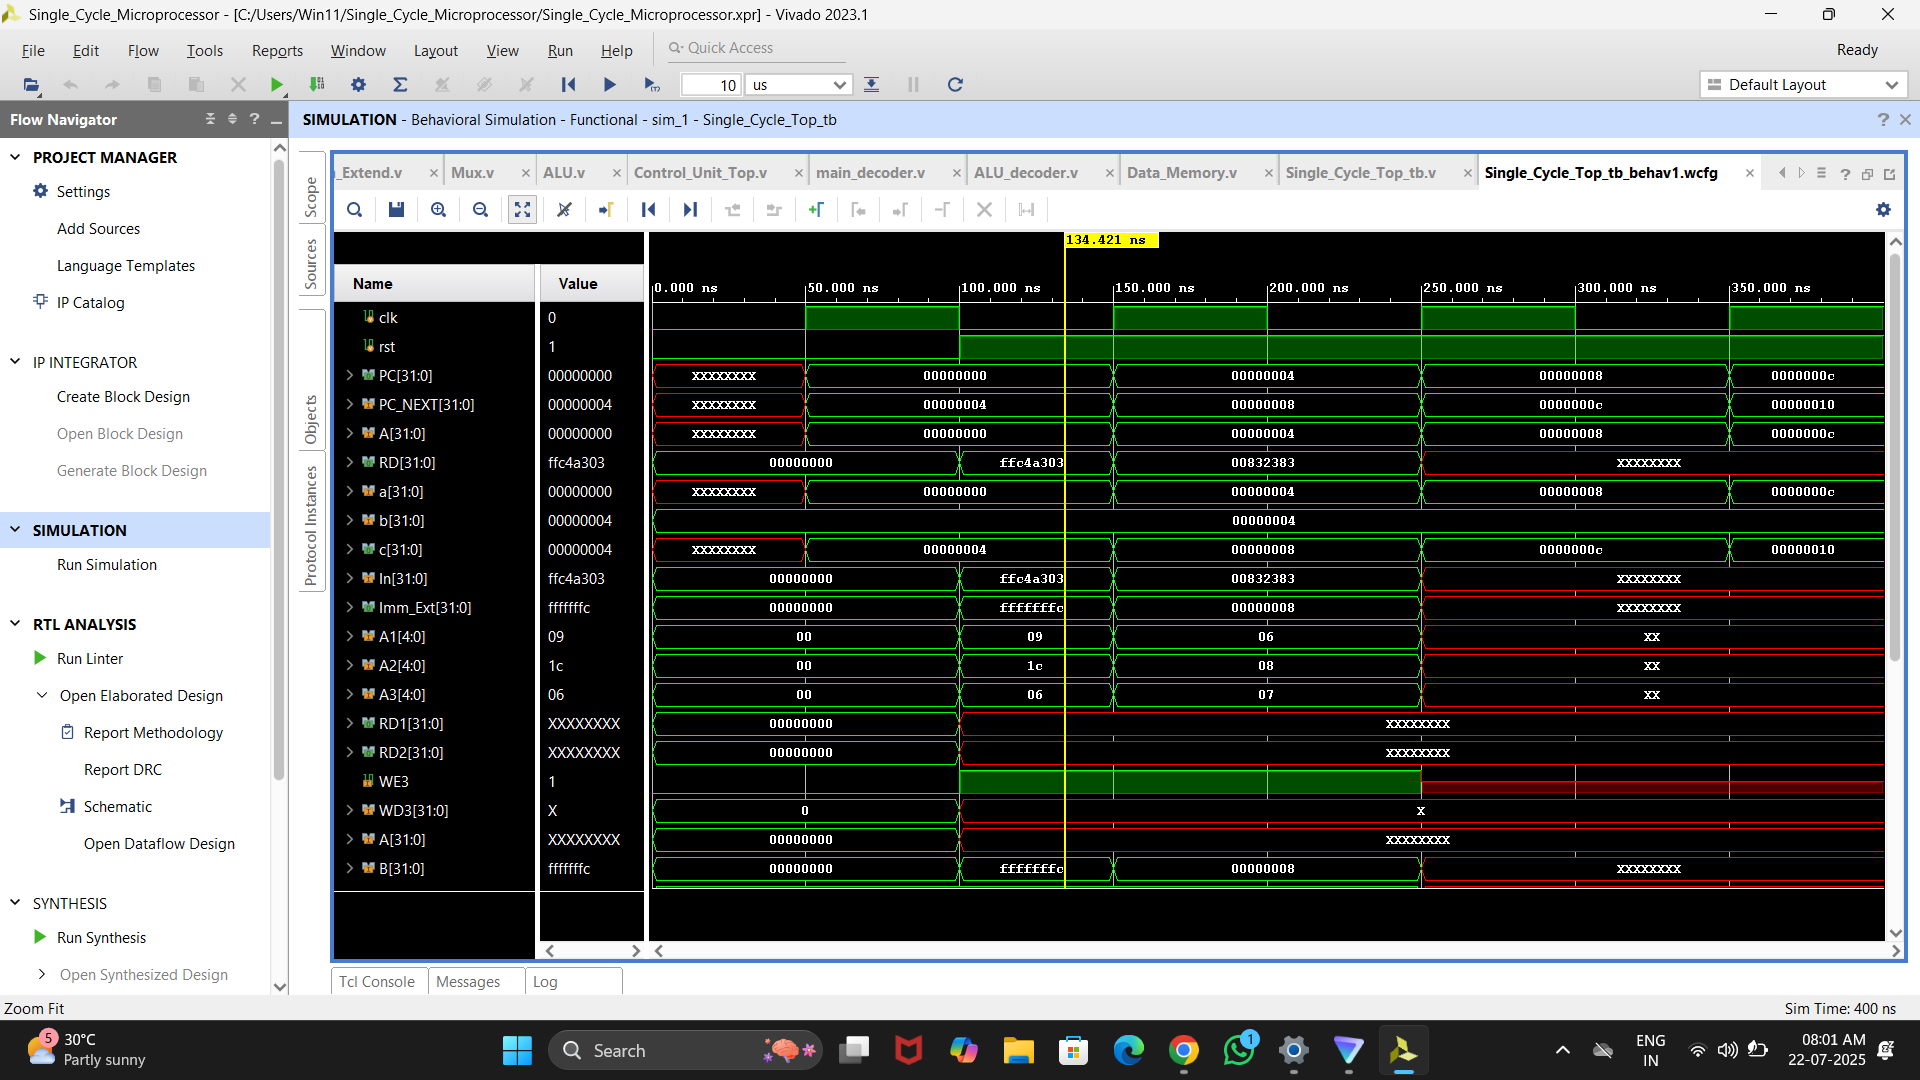 Single_Cycle_Microprocessor - [C:/Users/Win11/Single_Cycle_Microprocessor/Single_Cycle_Microprocessor.xpr] - Vivado 2023.1
File Edit Flow Tools Reports Window Layout View Run Help Quick Access Ready
10 us Default Layout
Flow Navigator
SIMULATION - Behavioral Simulation - Functional - sim_1 - Single_Cycle_Top_tb
PROJECT MANAGER
Settings
Add Sources
Language Templates
IP Catalog
IP INTEGRATOR
Create Block Design
Open Block Design
Generate Block Design
SIMULATION
Run Simulation
RTL ANALYSIS
Run Linter
Open Elaborated Design
Report Methodology
Report DRC
Schematic
Open Dataflow Design
SYNTHESIS
Run Synthesis
Open Synthesized Design
Scope
Sources
Objects
Protocol Instances
_Extend.v Mux.v ALU.v Control_Unit_Top.v main_decoder.v ALU_decoder.v Data_Memory.v Single_Cycle_Top_tb.v Single_Cycle_Top_tb_behav1.wcfg
134.421 ns
Name Value 0.000 ns 50.000 ns 100.000 ns 150.000 ns 200.000 ns 250.000 ns 300.000 ns 350.000 ns
clk 0
rst 1
PC[31:0] 00000000 XXXXXXXX 00000000 00000004 00000008 0000000c
PC_NEXT[31:0] 00000004 XXXXXXXX 00000004 00000008 0000000c 00000010
A[31:0] 00000000 XXXXXXXX 00000000 00000004 00000008 0000000c
RD[31:0] ffc4a303 00000000 ffc4a303 00832383 XXXXXXXX
a[31:0] 00000000 XXXXXXXX 00000000 00000004 00000008 0000000c
b[31:0] 00000004 00000004
c[31:0] 00000004 XXXXXXXX 00000004 00000008 0000000c 00000010
In[31:0] ffc4a303 00000000 ffc4a303 00832383 XXXXXXXX
Imm_Ext[31:0] fffffffc 00000000 fffffffc 00000008 XXXXXXXX
A1[4:0] 09 00 09 06 XX
A2[4:0] 1c 00 1c 08 XX
A3[4:0] 06 00 06 07 XX
RD1[31:0] XXXXXXXX 00000000 XXXXXXXX
RD2[31:0] XXXXXXXX 00000000 XXXXXXXX
WE3 1
WD3[31:0] X 0 X
A[31:0] XXXXXXXX 00000000 XXXXXXXX
B[31:0] fffffffc 00000000 fffffffc 00000008 XXXXXXXX
Tcl Console Messages Log
Zoom Fit Sim Time: 400 ns
5 30°C
Partly sunny
Search
1
ENG
IN
08:01 AM
22-07-2025